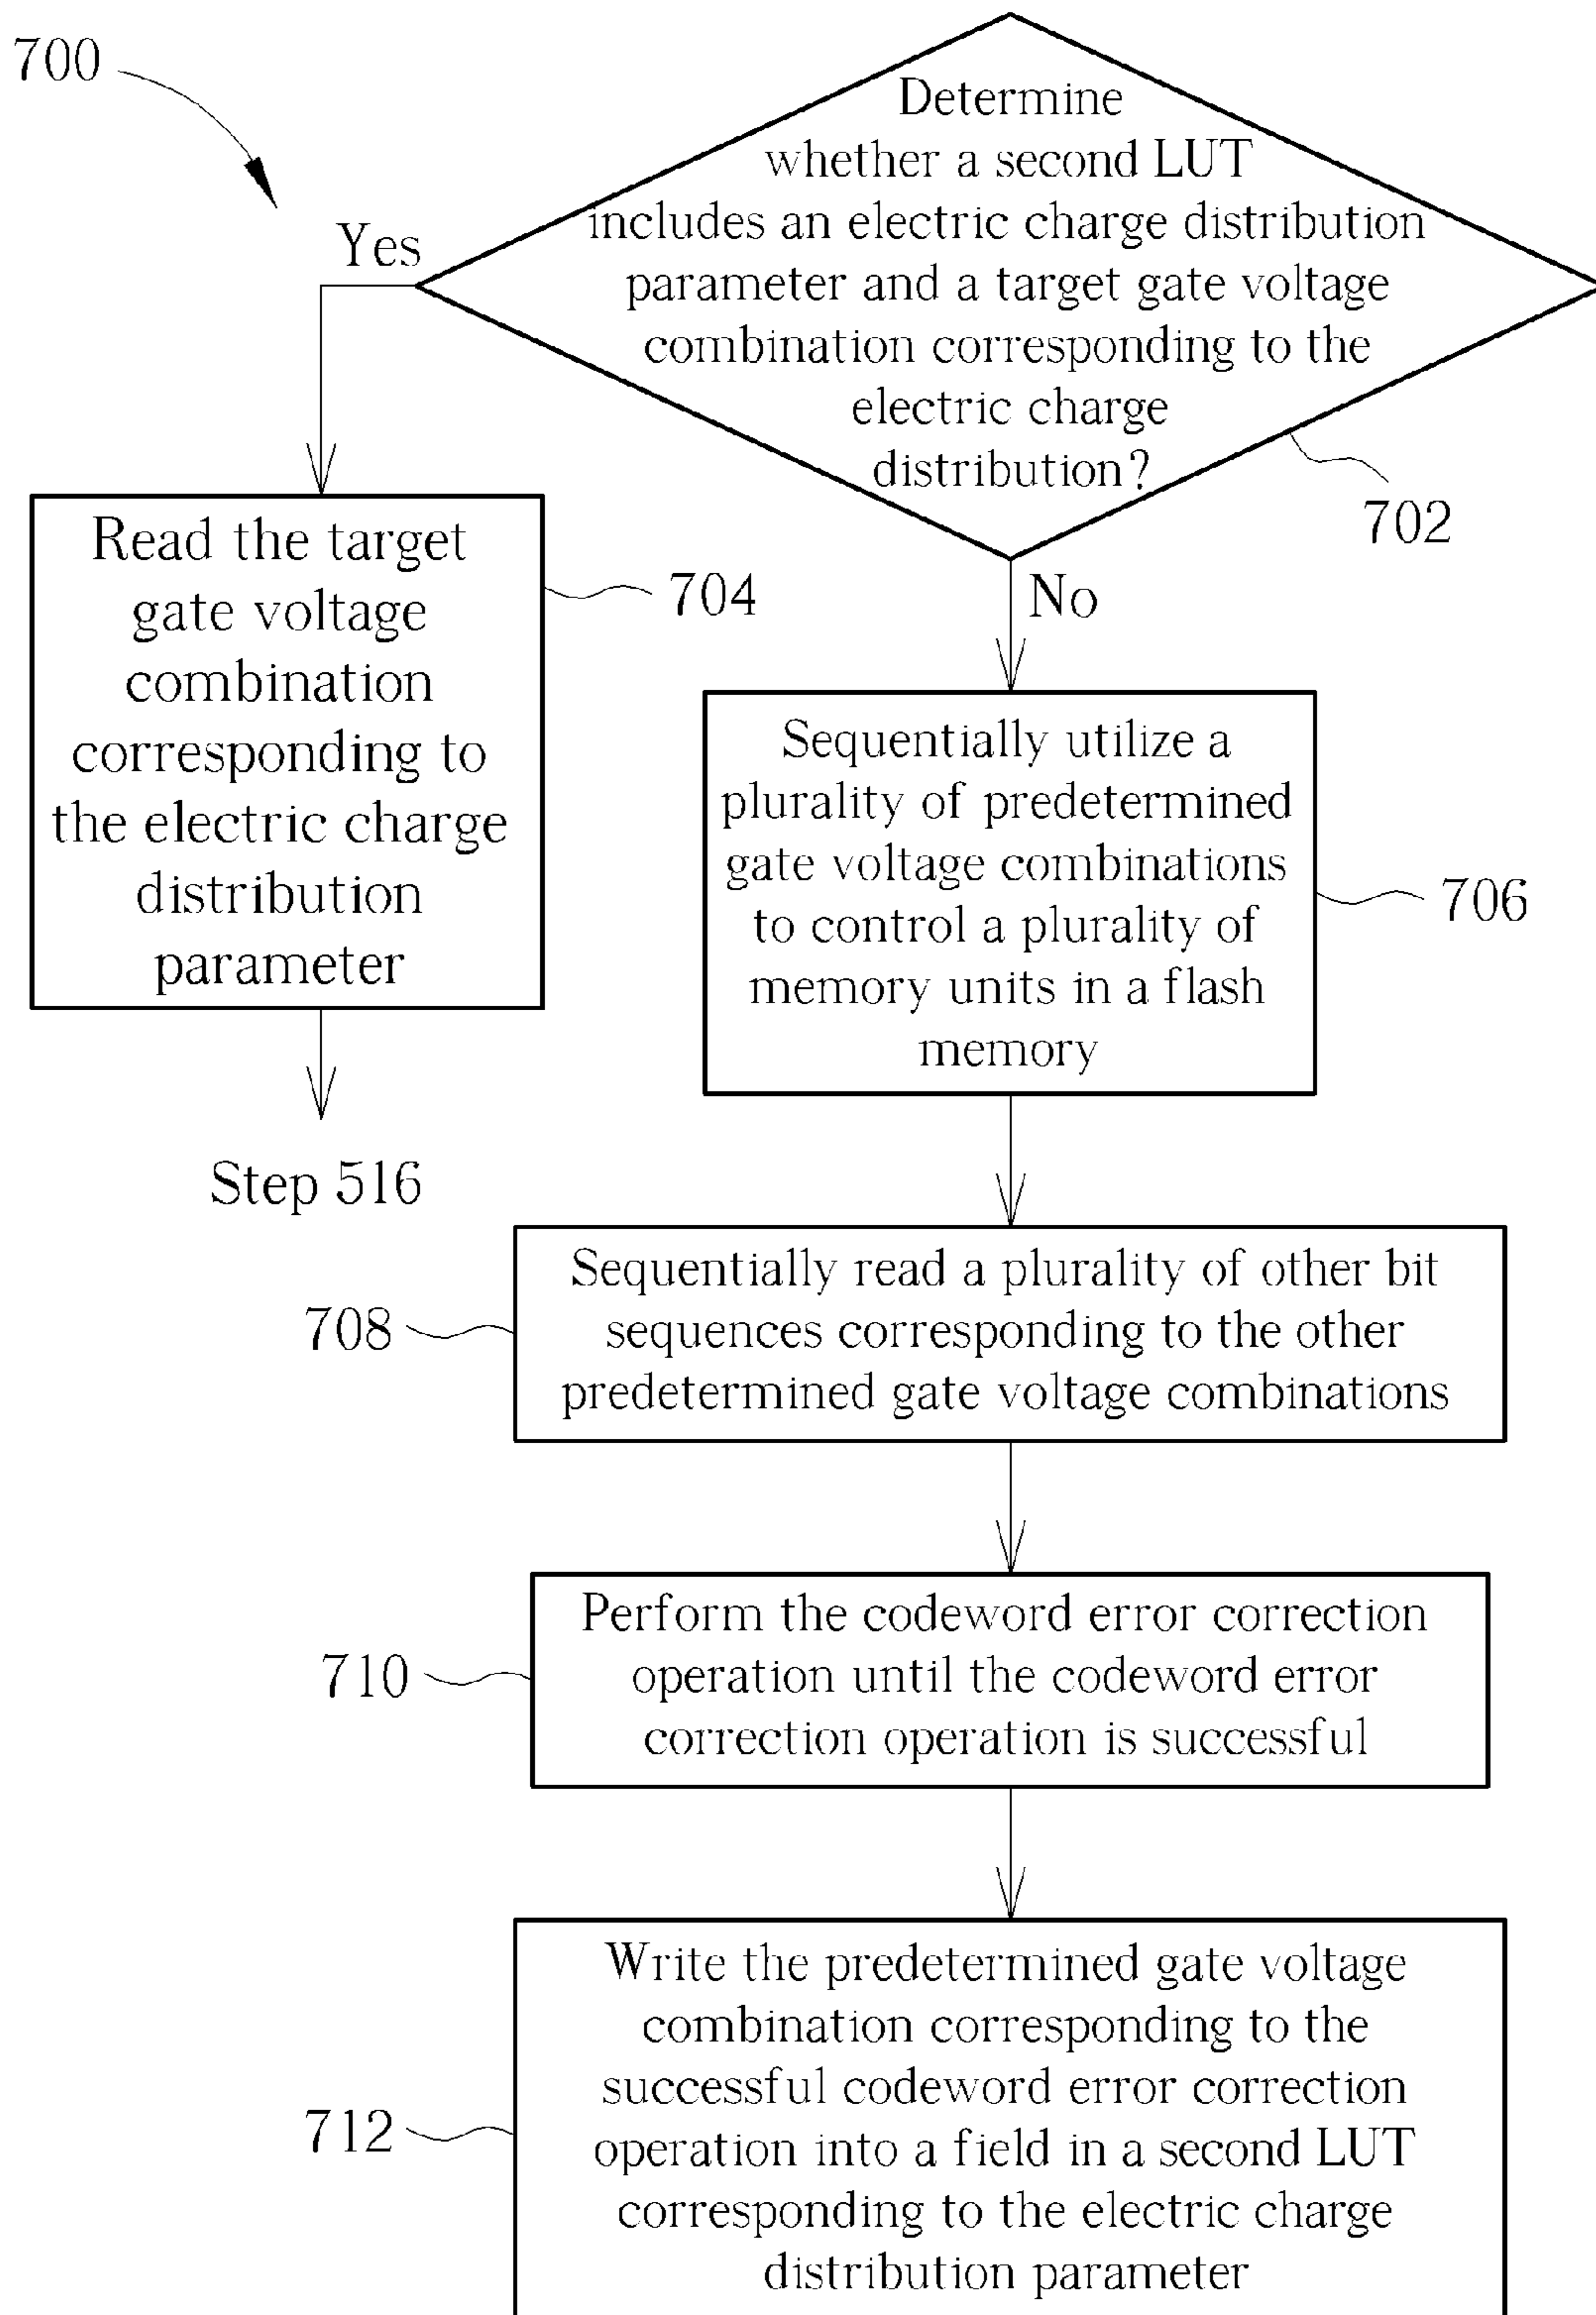 700
Determine
whether a second LUT
includes an electric charge distribution
parameter and a target gate voltage
combination corresponding to the
electric charge
distribution?
702
Yes
No
Read the target
gate voltage
combination
corresponding to
the electric charge
distribution
parameter
704
Step 516
Sequentially utilize a
plurality of predetermined
gate voltage combinations
to control a plurality of
memory units in a flash
memory
706
Sequentially read a plurality of other bit
sequences corresponding to the other
predetermined gate voltage combinations
708
Perform the codeword error correction
operation until the codeword error
correction operation is successful
710
Write the predetermined gate voltage
combination corresponding to the
successful codeword error correction
operation into a field in a second LUT
corresponding to the electric charge
distribution parameter
712